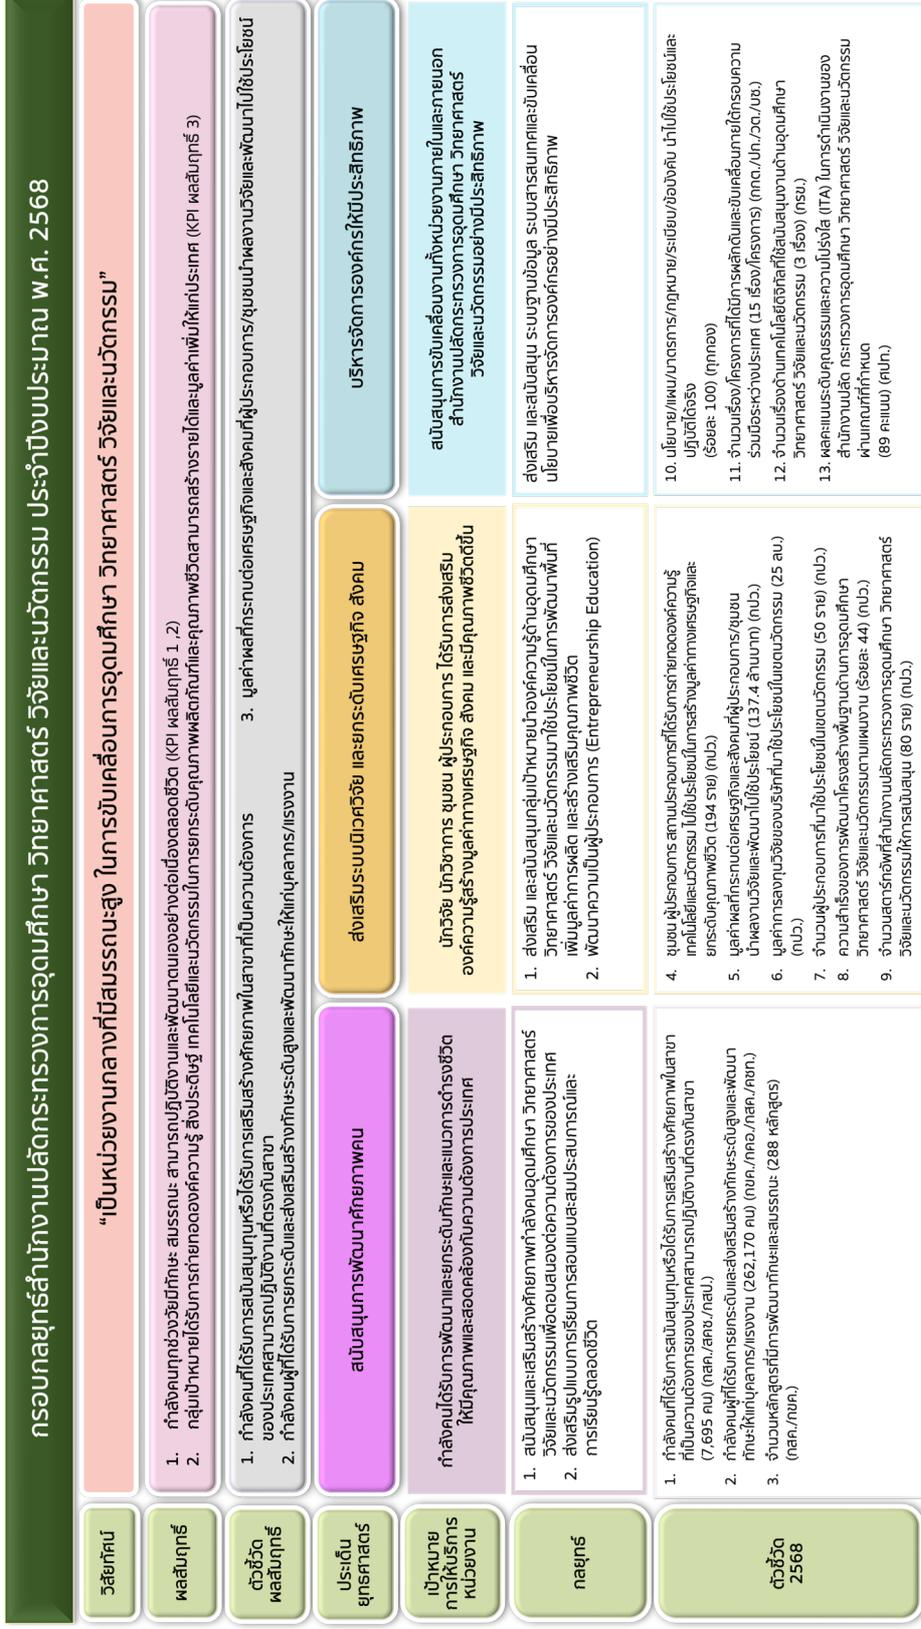 กรอบกลยุทธ์สำนักงานปลัดกระทรวงการอุดมศึกษา วิทยาศาสตร์ วิจัยและนวัตกรรม ประจำปีงบประมาณ พ.ศ. 2568
วิสัยทัศน์
“เป็นหน่วยงานกลางที่มีสมรรถนะสูง ในการขับเคลื่อนการอุดมศึกษา วิทยาศาสตร์ วิจัยและนวัตกรรม”
ผลสัมฤทธิ์
1. กำลังคนทุกช่วงวัยมีทักษะ สมรรถนะ สามารถปฏิบัติงานและพัฒนาตนเองอย่างต่อเนื่องตลอดชีวิต (KPI ผลสัมฤทธิ์ 1 ,2)
2. กลุ่มเป้าหมายได้รับการถ่ายทอดองค์ความรู้ สิ่งประดิษฐ์ เทคโนโลยีและนวัตกรรมในการยกระดับคุณภาพผลิตภัณฑ์และคุณภาพชีวิตสามารถสร้างรายได้และมูลค่าเพิ่มให้แก่ประเทศ (KPI ผลสัมฤทธิ์ 3)
ตัวชี้วัด
ผลสัมฤทธิ์
1. กำลังคนที่ได้รับการสนับสนุนทุนหรือได้รับการเสริมสร้างศักยภาพในสาขาที่เป็นความต้องการ
ของประเทศสามารถปฏิบัติงานที่ตรงกับสาขา
2. กำลังคนผู้ที่ได้รับการยกระดับและส่งเสริมสร้างทักษะระดับสูงและพัฒนาทักษะให้แก่บุคลากร/แรงงาน
3. มูลค่าผลที่กระทบต่อเศรษฐกิจและสังคมที่ผู้ประกอบการ/ชุมชนนำผลงานวิจัยและพัฒนาไปใช้ประโยชน์
ประเด็น
ยุทธศาสตร์
สนับสนุนการพัฒนาศักยภาพคน
ส่งเสริมระบบนิเวศวิจัย และยกระดับเศรษฐกิจ สังคม
บริหารจัดการองค์กรให้มีประสิทธิภาพ
เป้าหมาย
การให้บริการ
หน่วยงาน
กำลังคนได้รับการพัฒนาและยกระดับทักษะและแนวการดำรงชีวิต
ให้มีคุณภาพและสอดคล้องกับความต้องการประเทศ
นักวิจัย นักวิชาการ ชุมชน ผู้ประกอบการ ได้รับการส่งเสริม
องค์ความรู้สร้างมูลค่าทางเศรษฐกิจ สังคม และมีคุณภาพชีวิตดีขึ้น
สนับสนุนการขับเคลื่อนงานทั้งหน่วยงานภายในและภายนอก
สำนักงานปลัดกระทรวงการอุดมศึกษา วิทยาศาสตร์
วิจัยและนวัตกรรมอย่างมีประสิทธิภาพ
กลยุทธ์
1. สนับสนุนและเสริมสร้างศักยภาพกำลังคนอุดมศึกษา วิทยาศาสตร์
วิจัยและนวัตกรรมเพื่อตอบสนองต่อความต้องการของประเทศ
2. ส่งเสริมรูปแบบการเรียนการสอนแบบสะสมประสบการณ์และ
การเรียนรู้ตลอดชีวิต
1. ส่งเสริม และสนับสนุนกลุ่มเป้าหมายนำองค์ความรู้ด้านอุดมศึกษา
วิทยาศาสตร์ วิจัยและนวัตกรรมมาใช้ประโยชน์ในการพัฒนาพื้นที่
เพิ่มมูลค่าการผลิต และสร้างเสริมคุณภาพชีวิต
2. พัฒนาความเป็นผู้ประกอบการ (Entrepreneurship Education)
ส่งเสริม และสนับสนุน ระบบฐานข้อมูล ระบบสารสนเทศและขับเคลื่อน
นโยบายเพื่อบริหารจัดการองค์กรอย่างมีประสิทธิภาพ
ตัวชี้วัด
2568
1. กำลังคนที่ได้รับการสนับสนุนทุนหรือได้รับการเสริมสร้างศักยภาพในสาขา
ที่เป็นความต้องการของประเทศสามารถปฏิบัติงานที่ตรงกับสาขา
(7,695 คน) (กสค./สคช./กสป.)
2. กำลังคนผู้ที่ได้รับการยกระดับและส่งเสริมสร้างทักษะระดับสูงและพัฒนา
ทักษะให้แก่บุคลากร/แรงงาน (262,170 คน) (กขค./กคอ./กสค./คซก.)
3. จำนวนหลักสูตรที่มีการพัฒนาทักษะและสมรรถนะ (288 หลักสูตร)
(กสค./กขค.)
4. ชุมชน ผู้ประกอบการ สถานประกอบการที่ได้รับการถ่ายทอดองค์ความรู้
เทคโนโลยีและนวัตกรรม ไปใช้ประโยชน์ในการสร้างมูลค่าทางเศรษฐกิจและ
ยกระดับคุณภาพชีวิต (194 ราย) (กปว.)
5. มูลค่าผลที่กระทบต่อเศรษฐกิจและสังคมที่ผู้ประกอบการ/ชุมชน
นำผลงานวิจัยและพัฒนาไปใช้ประโยชน์ (137.4 ล้านบาท) (กปว.)
6. มูลค่าการลงทุนวิจัยของบริษัทที่มาใช้ประโยชน์ในเขตนวัตกรรม (25 ลบ.)
(กปว.)
7. จำนวนผู้ประกอบการที่มาใช้ประโยชน์ในเขตนวัตกรรม (50 ราย) (กปว.)
8. ความสำเร็จของการพัฒนาโครงสร้างพื้นฐานด้านการอุดมศึกษา
วิทยาศาสตร์ วิจัยและนวัตกรรมตามแผนงาน (ร้อยละ 44) (กปว.)
9. จำนวนสตาร์ทอัพที่สำนักงานปลัดกระทรวงการอุดมศึกษา วิทยาศาสตร์
วิจัยและนวัตกรรมให้การสนับสนุน (80 ราย) (กปว.)
10. นโยบาย/แผน/มาตรการ/กฎหมาย/ระเบียบ/ข้อบังคับ นำไปใช้ประโยชน์และ
ปฏิบัติได้จริง
(ร้อยละ 100) (ทุกกอง)
11. จำนวนเรื่อง/โครงการที่ได้มีการผลักดันและขับเคลื่อนภายใต้กรอบความ
ร่วมมือระหว่างประเทศ (15 เรื่อง/โครงการ) (กกต./ปก./วต./บช.)
12. จำนวนเรื่องด้านเทคโนโลยีดิจิทัลที่ใช้สนับสนุนงานด้านอุดมศึกษา
วิทยาศาสตร์ วิจัยและนวัตกรรม (3 เรื่อง) (กรข.)
13. ผลคะแนนระดับคุณธรรมและความโปร่งใส (ITA) ในการดำเนินงานของ
สำนักงานปลัด กระทรวงการอุดมศึกษา วิทยาศาสตร์ วิจัยและนวัตกรรม
ผ่านเกณฑ์ที่กำหนด
(89 คะแนน) (ศปท.)